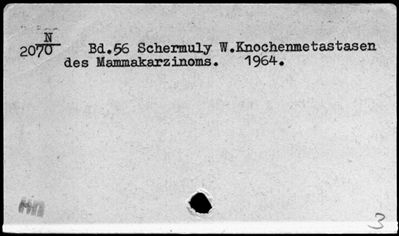 N
2070 Bd.56 Schermuly W.Knochenmetastasen
des Mammakarzinoms. 1964.
3